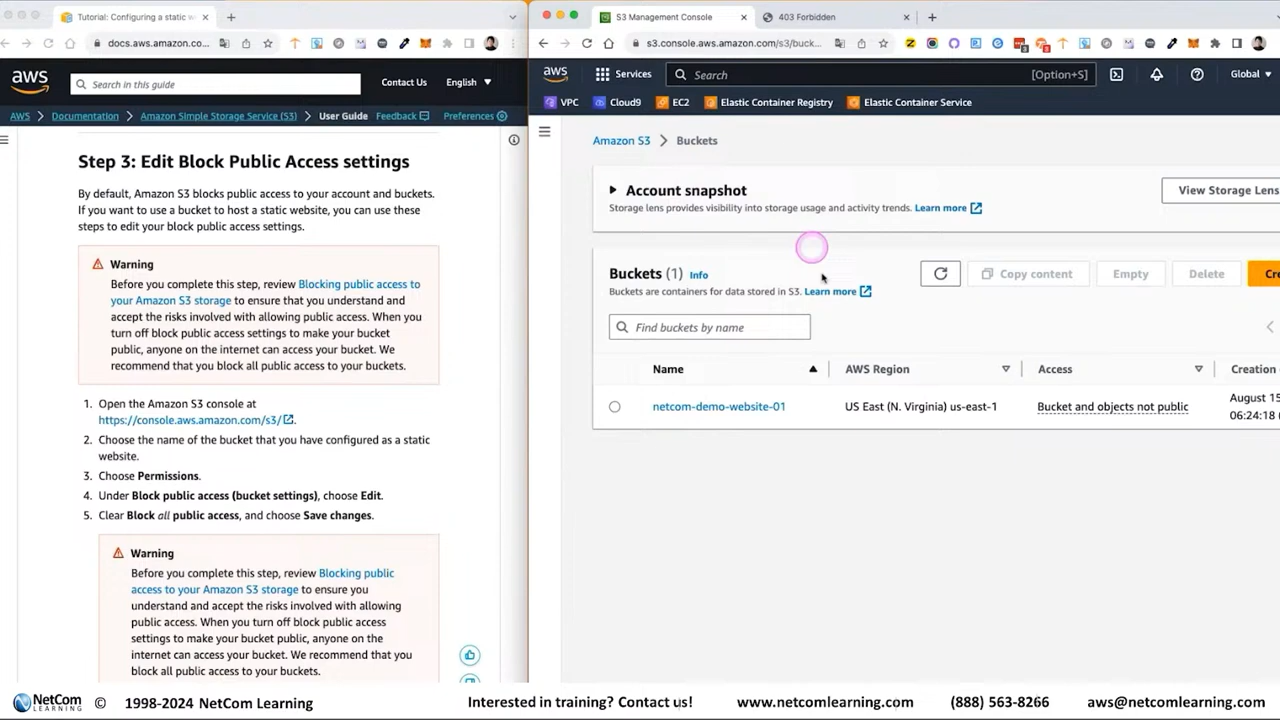 Tutorial: Configuring a static w
docs.aws.amazon.co...
aws
Search in this guide
Contact Us
English
AWS
Documentation
Amazon Simple Storage Service (S3)
User Guide
Feedback
Preferences
Step 3: Edit Block Public Access settings
By default, Amazon S3 blocks public access to your account and buckets.
If you want to use a bucket to host a static website, you can use these
steps to edit your block public access settings.
Warning
Before you complete this step, review Blocking public access to
your Amazon S3 storage to ensure that you understand and
accept the risks involved with allowing public access. When you
turn off block public access settings to make your bucket
public, anyone on the internet can access your bucket. We
recommend that you block all public access to your buckets.
1. Open the Amazon S3 console at
https://console.aws.amazon.com/s3/.
2. Choose the name of the bucket that you have configured as a static
website.
3. Choose Permissions.
4. Under Block public access (bucket settings), choose Edit.
5. Clear Block all public access, and choose Save changes.
Warning
Before you complete this step, review Blocking public
access to your Amazon S3 storage to ensure you
understand and accept the risks involved with allowing
public access. When you turn off block public access
settings to make your bucket public, anyone on the
internet can access your bucket. We recommend that you
block all public access to your buckets.
S3 Management Console
403 Forbidden
s3.console.aws.amazon.com/s3/buck...
aws
Services
Search
[Option+S]
Global
VPC
Cloud9
EC2
Elastic Container Registry
Elastic Container Service
Amazon S3
Buckets
Account snapshot
Storage lens provides visibility into storage usage and activity trends. Learn more
View Storage Lens
Buckets (1) Info
Buckets are containers for data stored in S3. Learn more
Copy content
Empty
Delete
Cre
Find buckets by name
Name
AWS Region
Access
Creation
netcom-demo-website-01
US East (N. Virginia) us-east-1
Bucket and objects not public
August 15
06:24:18 (
NetCom
LEARNING
© 1998-2024 NetCom Learning
Interested in training? Contact us!
www.netcomlearning.com
(888) 563-8266
aws@netcomlearning.com